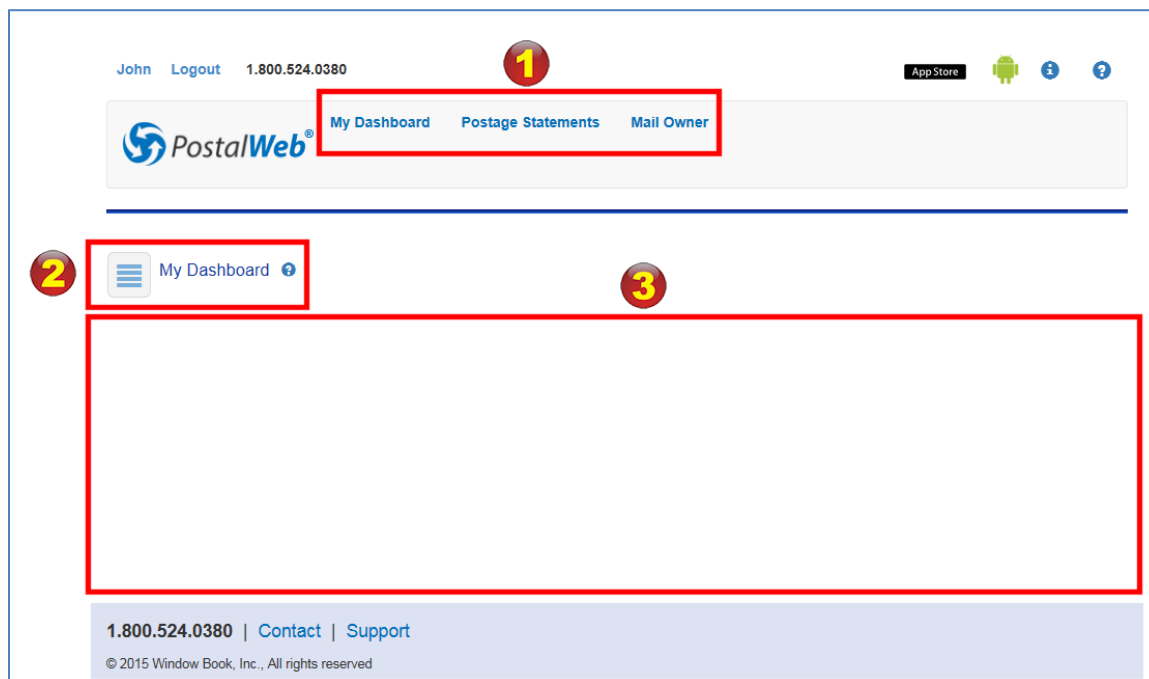 John Logout 1.800.524.0380 1 App Store
PostalWeb® My Dashboard Postage Statements Mail Owner
2 My Dashboard
3
1.800.524.0380 | Contact | Support
© 2015 Window Book, Inc., All rights reserved